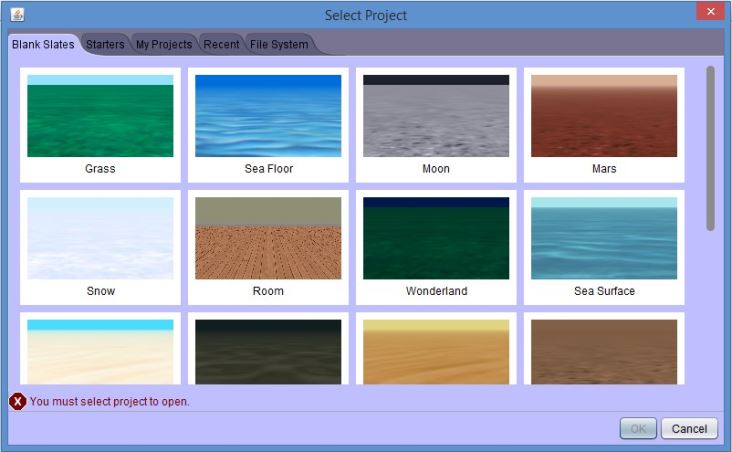 Select Project
Blank Slates Starters My Projects Recent File System
Grass Sea Floor Moon Mars
Snow Room Wonderland Sea Surface
X You must select project to open.
OK Cancel